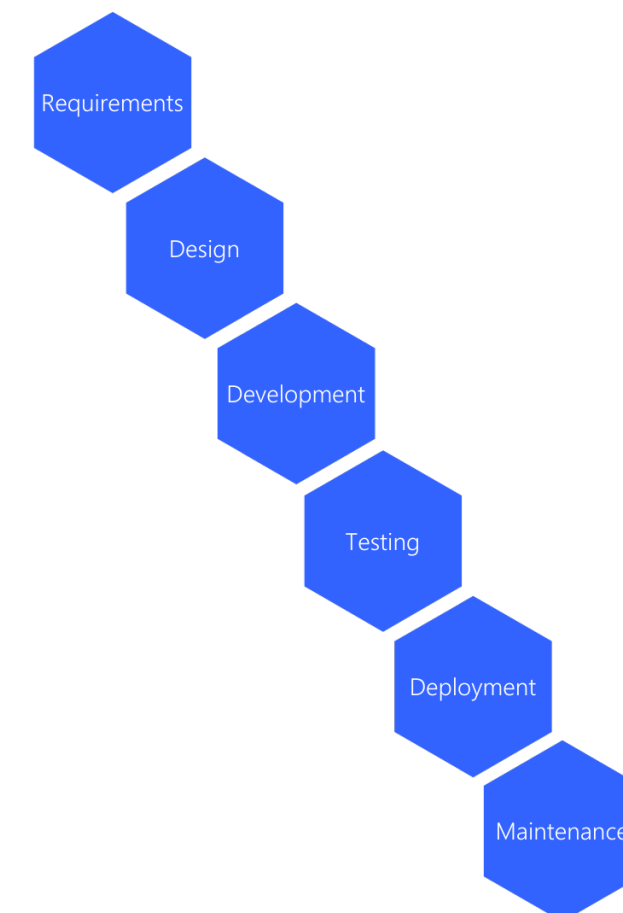 Requirements
Design
Development
Testing
Deployment
Maintenance